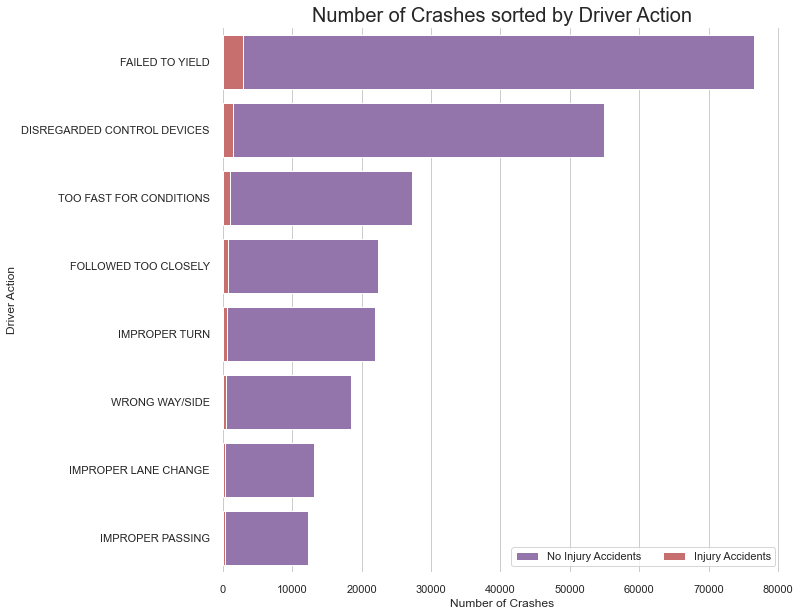 Number of Crashes sorted by Driver Action
FAILED TO YIELD
DISREGARDED CONTROL DEVICES
TOO FAST FOR CONDITIONS
FOLLOWED TOO CLOSELY
IMPROPER TURN
WRONG WAY/SIDE
IMPROPER LANE CHANGE
IMPROPER PASSING
Driver Action
No Injury Accidents Injury Accidents
0 10000 20000 30000 40000 50000 60000 70000 80000
Number of Crashes